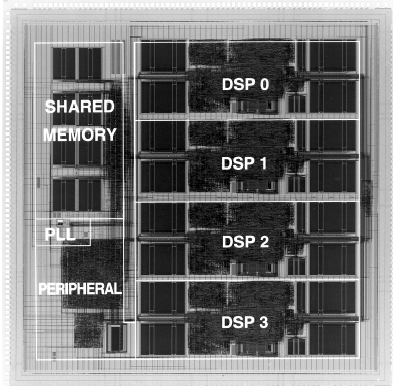 SHARED
MEMORY
PLL
PERIPHERAL
DSP 0
DSP 1
DSP 2
DSP 3